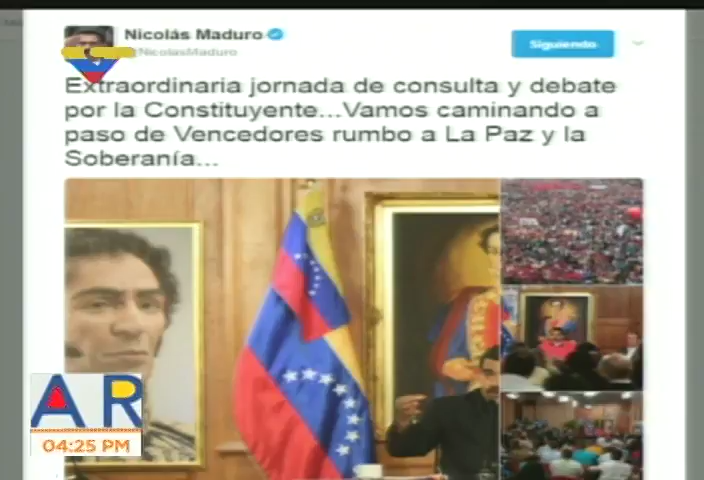 Nicolás Maduro
@NicolasMaduro
Siguiendo
Extraordinaria jornada de consulta y debate
por la Constituyente...Vamos caminando a
paso de Vencedores rumbo a La Paz y la
Soberanía...
AR
04:25 PM